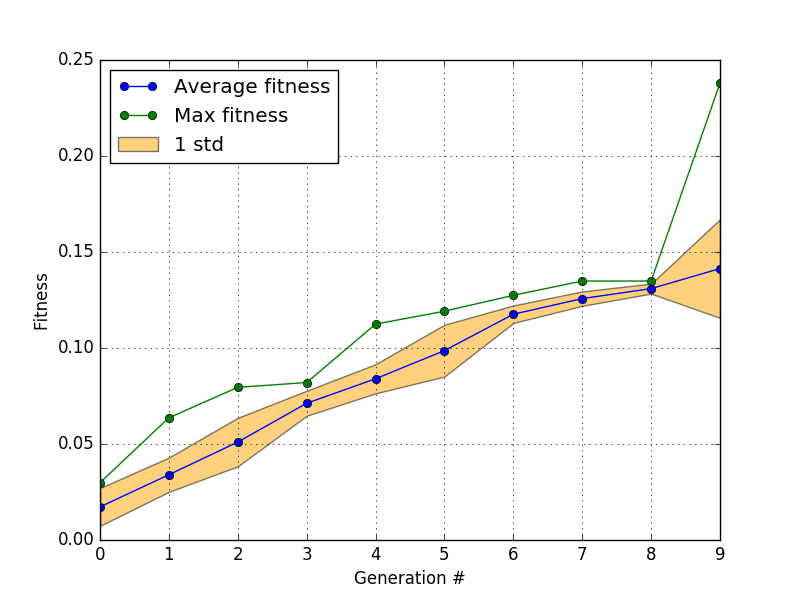 0.25
0.20
0.15
0.10
0.05
0.00
Fitness
Average fitness
Max fitness
1 std
0 1 2 3 4 5 6 7 8 9
Generation #